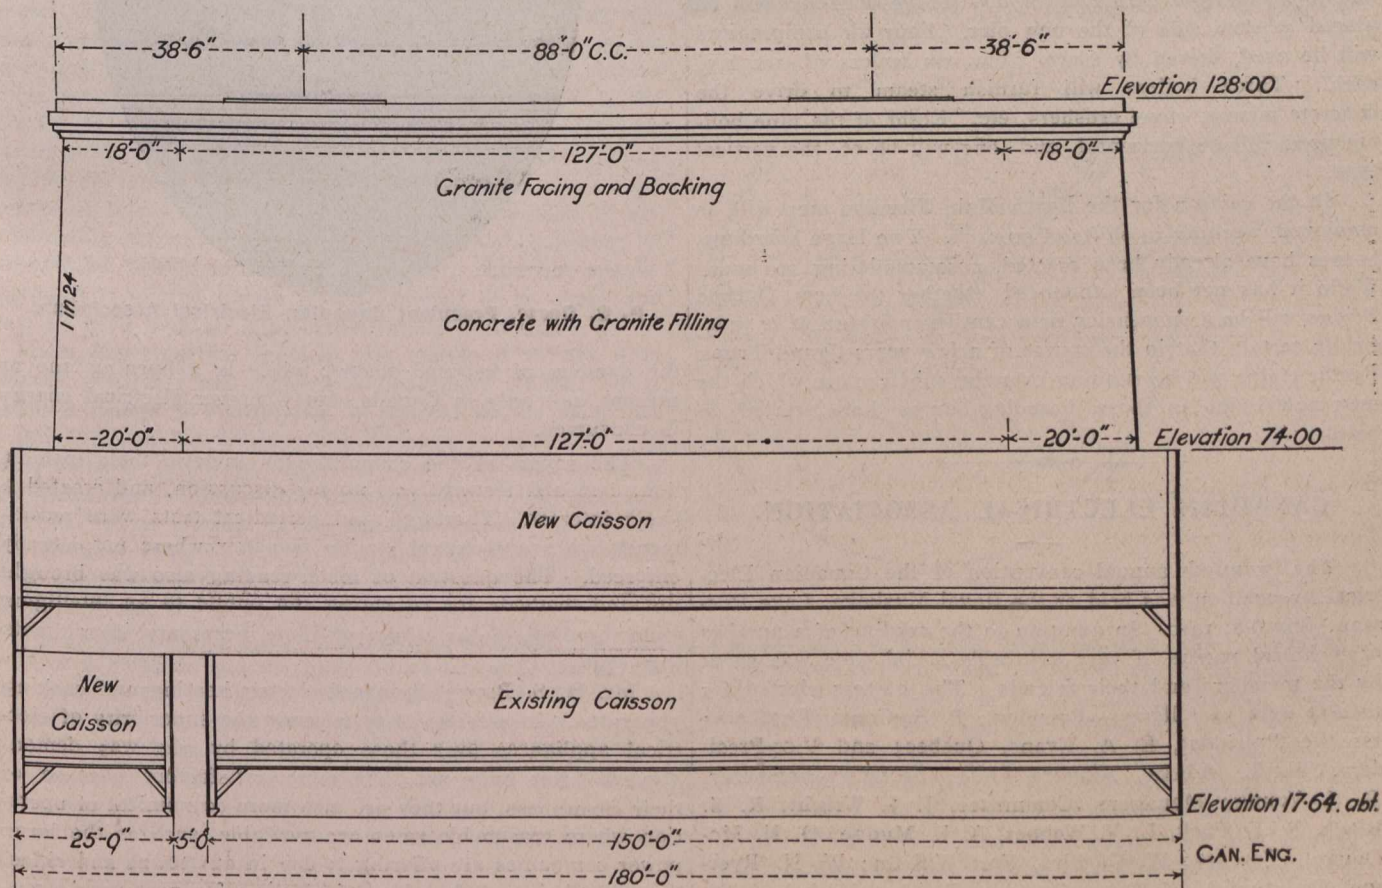 38'-6" 88'-0" C.C. 38'-6"
Elevation 128·00
18'-0" 127'-0" 18'-0"
Granite Facing and Backing
1 in 24
Concrete with Granite Filling
20'-0" 127'-0" 20'-0" Elevation 74·00
New Caisson
New
Caisson
Existing Caisson
Elevation 17·64. abt.
25'-0" 5'-0 150'-0"
CAN. ENG.
180'-0"